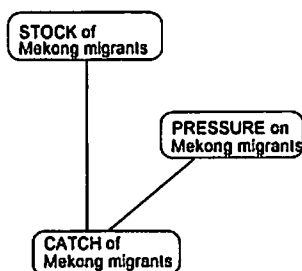 STOCK of
Mekong migrants
PRESSURE on
Mekong migrants
CATCH of
Mekong migrants